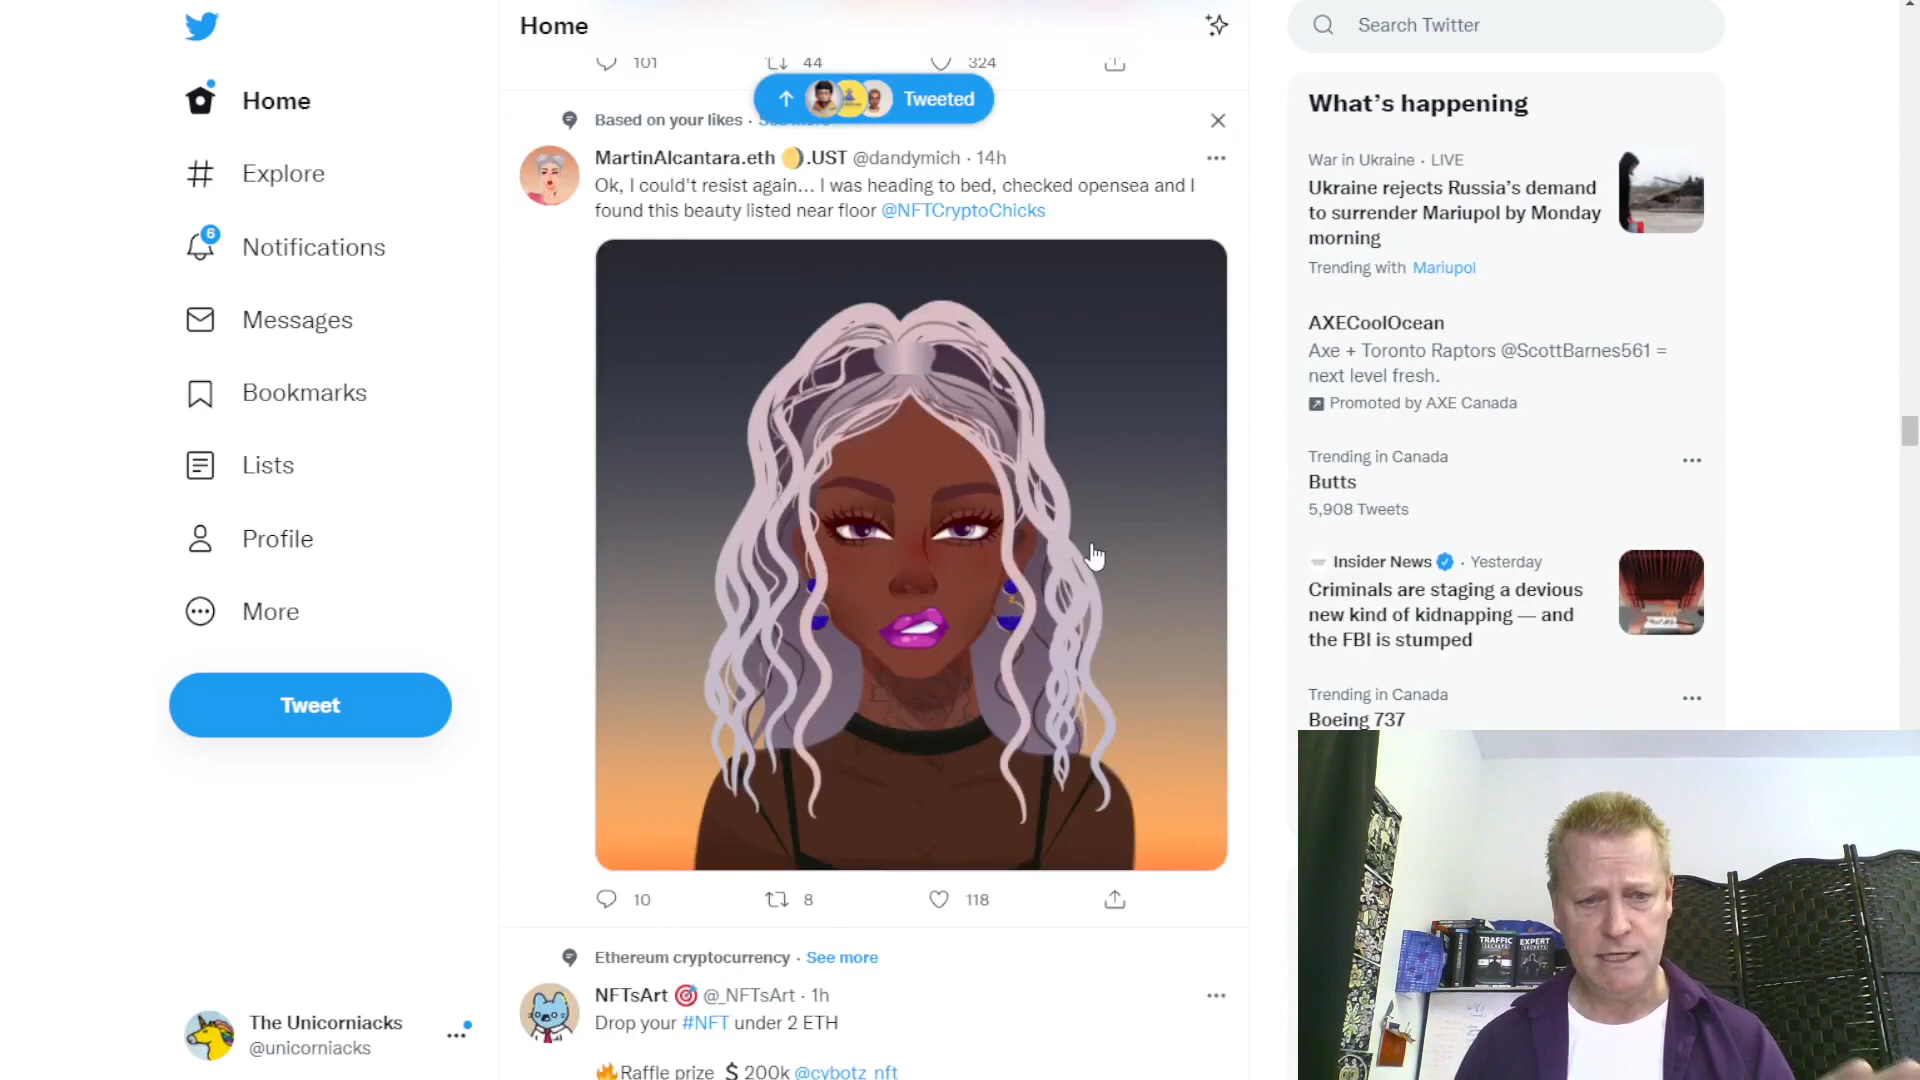 Home
Explore
6
Notifications
Messages
Bookmarks
Lists
Profile
More
Tweet
The Unicorniacks
@unicorniacks
Home
101 44 324
Tweeted
Based on your likes ·
MartinAlcantara.eth 🌖.UST @dandymich · 14h
Ok, I could't resist again... I was heading to bed, checked opensea and I
found this beauty listed near floor @NFTCryptoChicks
10 8 118
Ethereum cryptocurrency · See more
NFTsArt 🎯 @_NFTsArt · 1h
Drop your #NFT under 2 ETH
🔥Raffle prize $ 200k @cybotz_nft
Search Twitter
What's happening
War in Ukraine · LIVE
Ukraine rejects Russia's demand
to surrender Mariupol by Monday
morning
Trending with Mariupol
AXECoolOcean
Axe + Toronto Raptors @ScottBarnes561 =
next level fresh.
Promoted by AXE Canada
Trending in Canada
Butts
5,908 Tweets
Insider News · Yesterday
Criminals are staging a devious
new kind of kidnapping — and
the FBI is stumped
Trending in Canada
Boeing 737
TRAFFIC
SECRETS
EXPERT
SECRETS